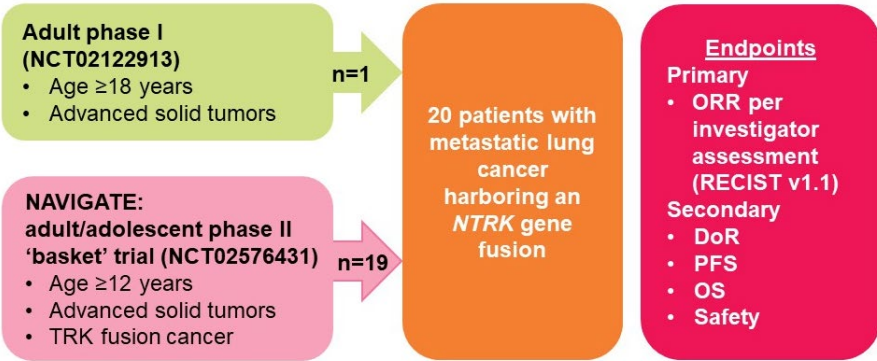 Adult phase I
(NCT02122913)
• Age ≥18 years
• Advanced solid tumors
n=1
NAVIGATE:
adult/adolescent phase II
‘basket’ trial (NCT02576431)
• Age ≥12 years
• Advanced solid tumors
• TRK fusion cancer
n=19
20 patients with
metastatic lung
cancer
harboring an
NTRK gene
fusion
Endpoints
Primary
• ORR per
investigator
assessment
(RECIST v1.1)
Secondary
• DoR
• PFS
• OS
• Safety